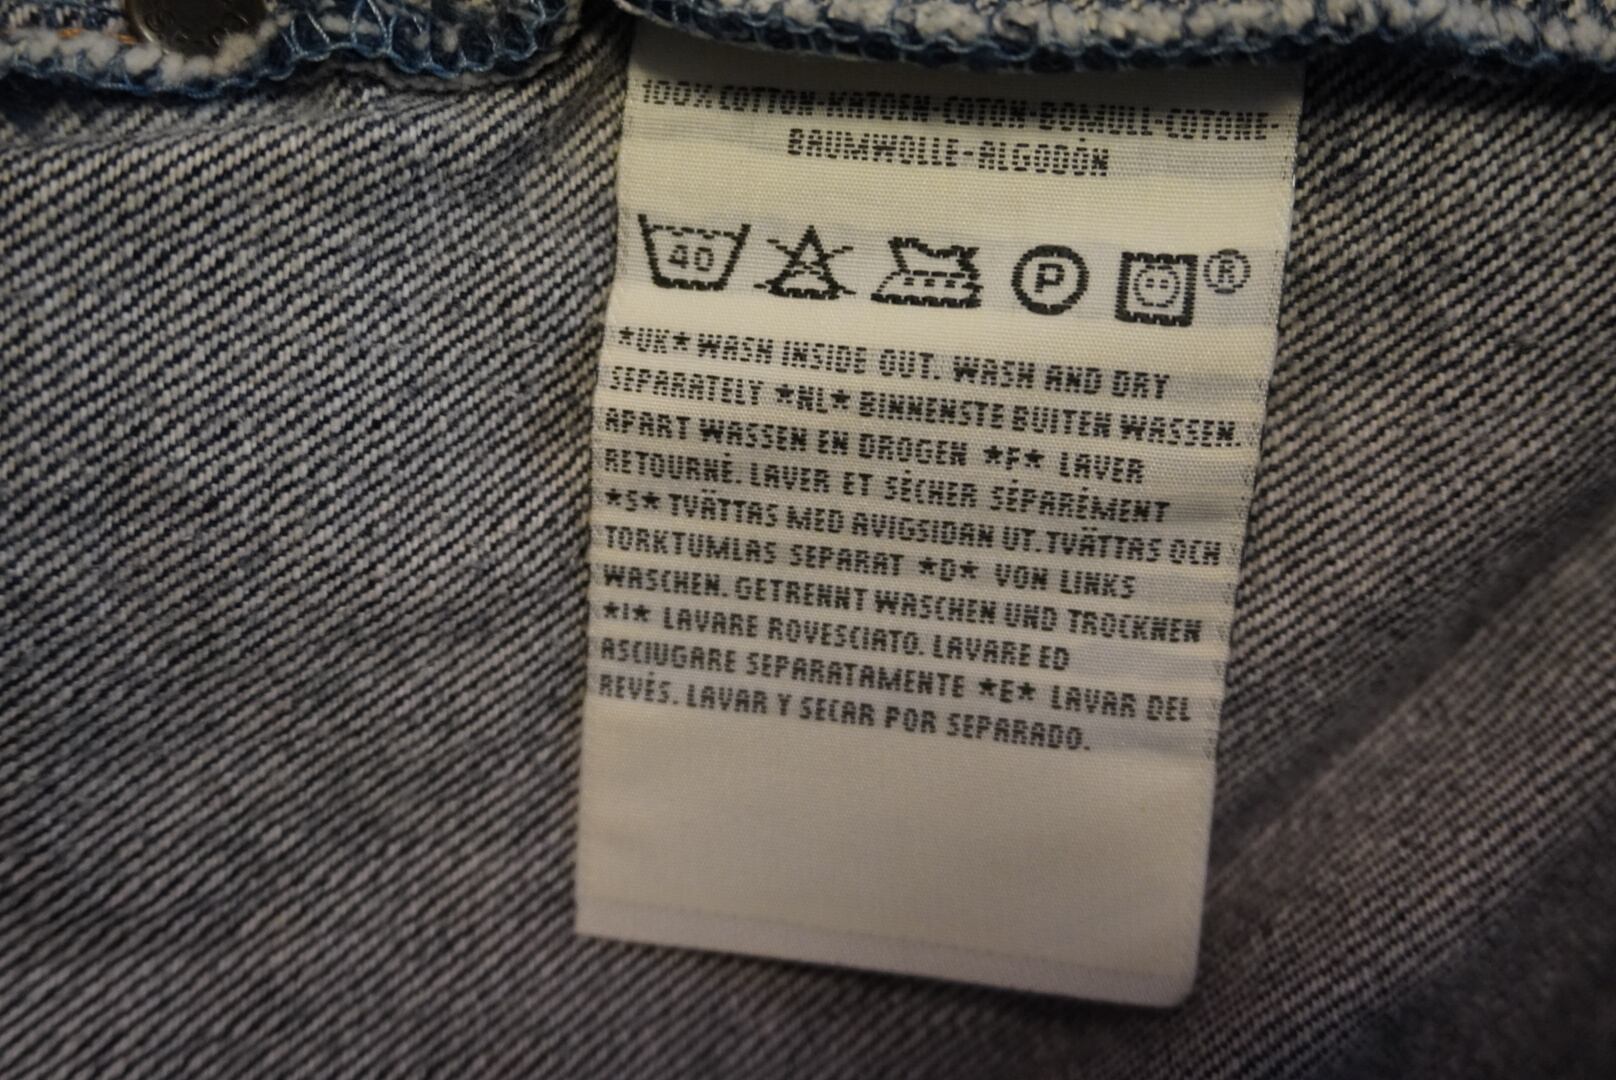 100% COTTON-KATOEN-COTON-BOMULL-COTONE-
BAUMWOLLE-ALGODÓN
40 P ®
*UK* WASH INSIDE OUT. WASH AND DRY
SEPARATELY *NL* BINNENSTE BUITEN WASSEN.
APART WASSEN EN DROGEN *F* LAVER
RETOURNÉ. LAVER ET SÉCHER SÉPARÉMENT
*S* TVÄTTAS MED AVIGSIDAN UT. TVÄTTAS OCH
TORKTUMLAS SEPARAT *D* VON LINKS
WASCHEN. GETRENNT WASCHEN UND TROCKNEN
*I* LAVARE ROVESCIATO. LAVARE ED
ASCIUGARE SEPARATAMENTE *E* LAVAR DEL
REVÉS. LAVAR Y SECAR POR SEPARADO.